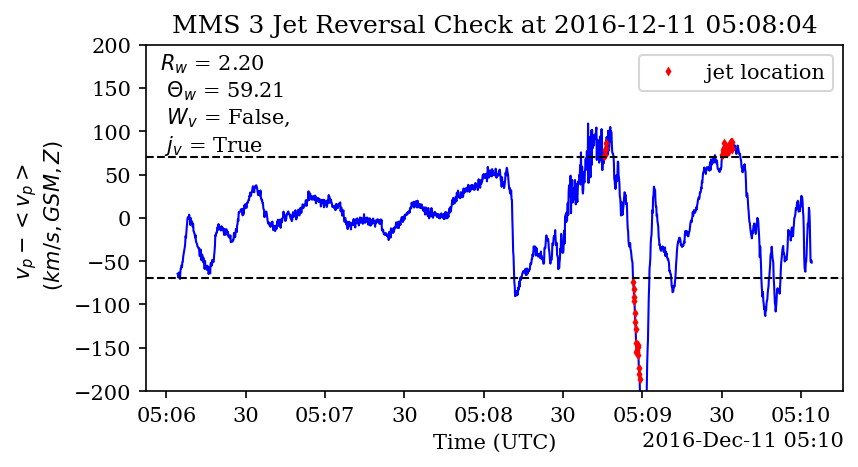 MMS 3 Jet Reversal Check at 2016-12-11 05:08:04
R_w = 2.20
Θ_w = 59.21
W_v = False,
j_v = True
jet location
v_p − < v_p >
(km/s, GSM, Z)
200
150
100
50
0
−50
−100
−150
−200
05:06 30 05:07 30 05:08 30 05:09 30 05:10
Time (UTC)
2016-Dec-11 05:10